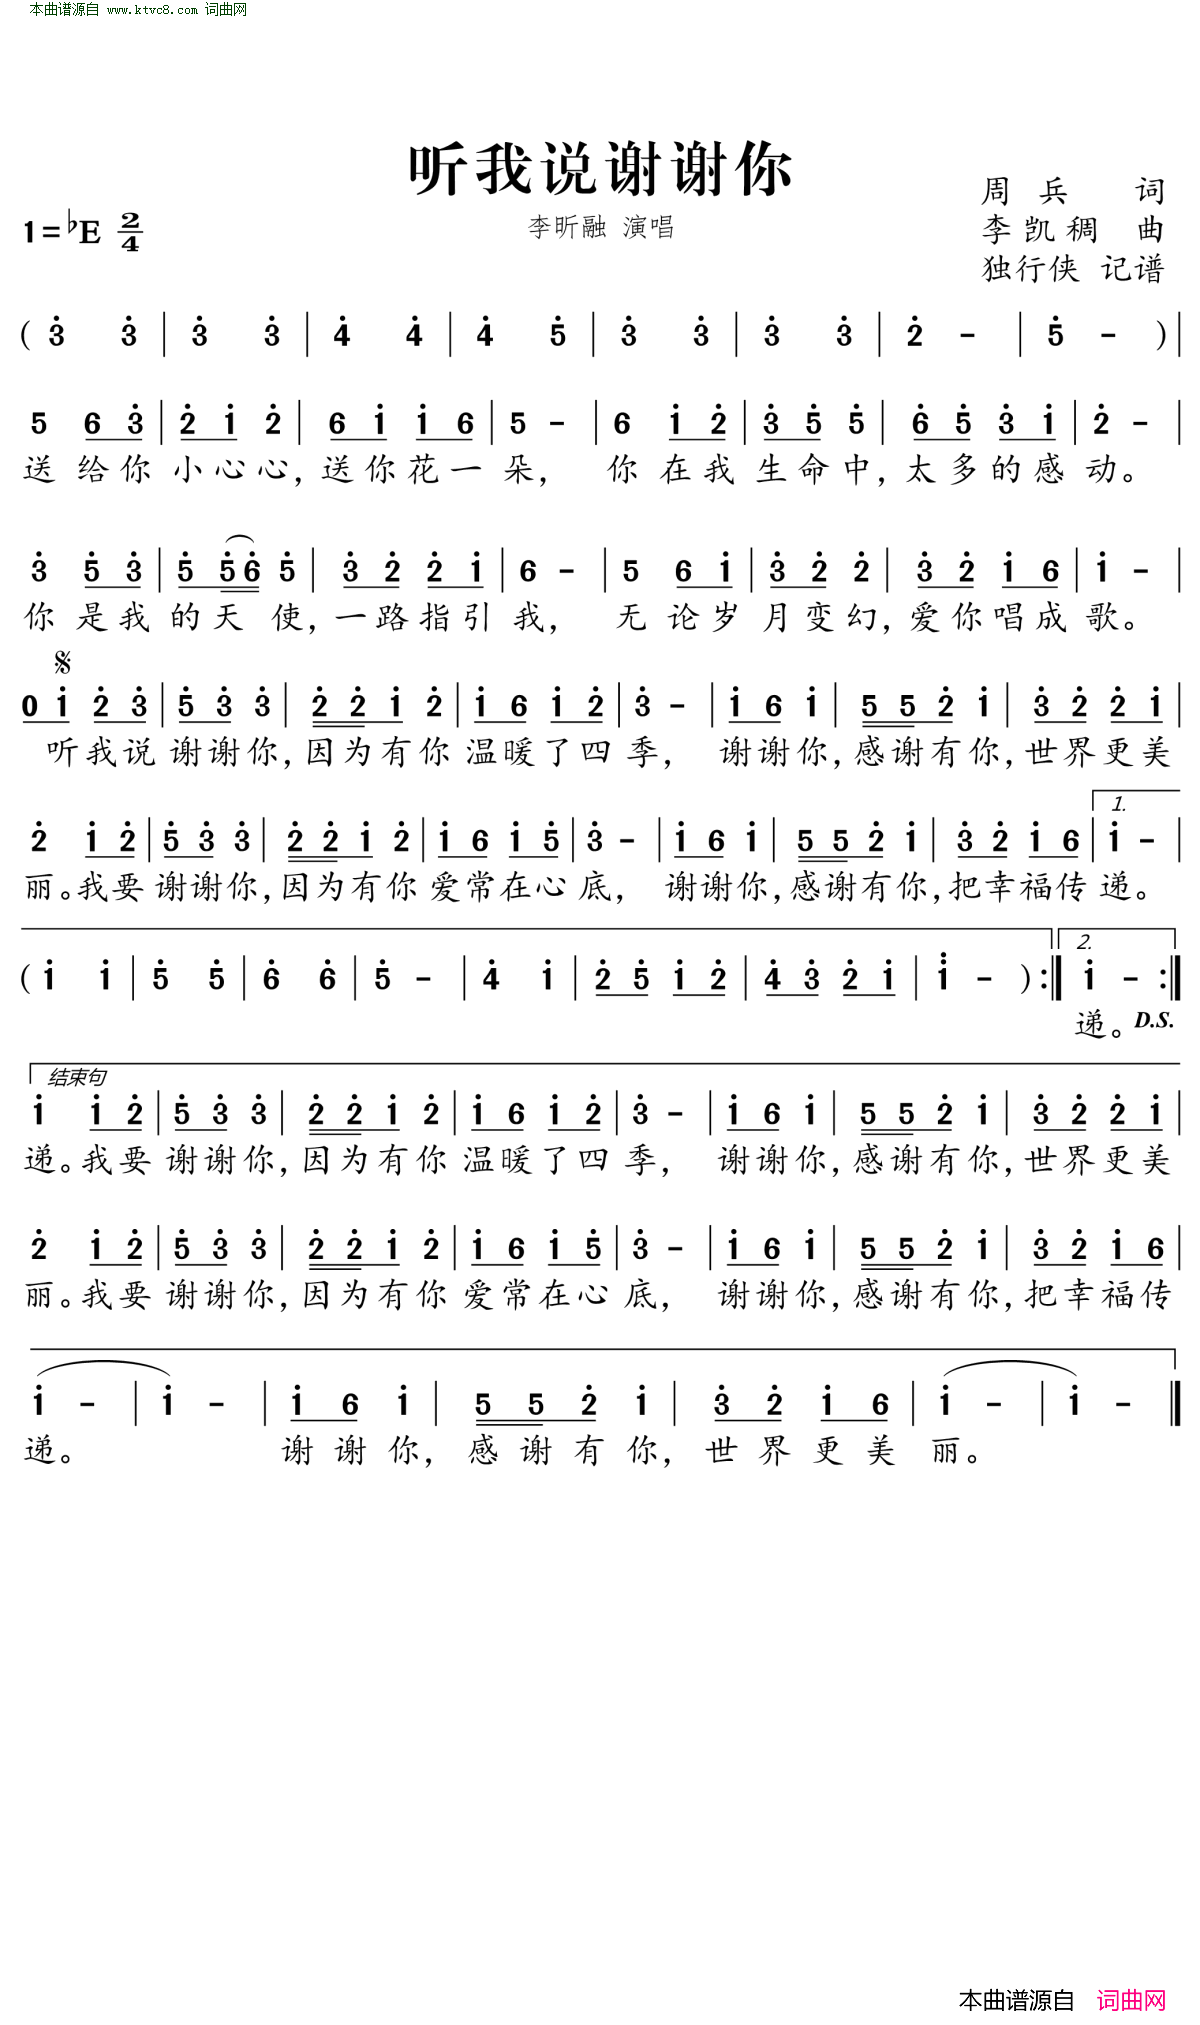 本曲谱源自 www.ktvc8.com 词曲网
听我说谢谢你
周兵 词
1=♭E 2/4 李昕融 演唱 李凯稠 曲
独行侠 记谱
( 3̇ 3̇ | 3̇ 3̇ | 4̇ 4̇ | 4̇ 5̇ | 3̇ 3̇ | 3̇ 3̇ | 2̇ - | 5̇ - ) |
5 6 3̇ | 2̇ 1̇ 2̇ | 6 1̇ 1̇ 6 | 5 - | 6 1̇ 2̇ | 3̇ 5̇ 5̇ | 6̇ 5̇ 3̇ 1̇ | 2̇ - |
送给你小心心,送你花一朵, 你在我生命中,太多的感动。
3̇ 5̇ 3̇ | 5̇ 5̇ 6̇ 5̇ | 3̇ 2̇ 2̇ 1̇ | 6 - | 5 6 1̇ | 3̇ 2̇ 2̇ | 3̇ 2̇ 1̇ 6 | 1̇ - |
你是我的天使,一路指引我, 无论岁月变幻,爱你唱成歌。
𝄋
0 1̇ 2̇ 3̇ | 5̇ 3̇ 3̇ | 2̇ 2̇ 1̇ 2̇ | 1̇ 6 1̇ 2̇ | 3̇ - | 1̇ 6 1̇ | 5 5 2̇ 1̇ | 3̇ 2̇ 2̇ 1̇ |
听我说谢谢你,因为有你温暖了四季, 谢谢你,感谢有你,世界更美
1.
2̇ 1̇ 2̇ | 5̇ 3̇ 3̇ | 2̇ 2̇ 1̇ 2̇ | 1̇ 6 1̇ 5̇ | 3̇ - | 1̇ 6 1̇ | 5 5 2̇ 1̇ | 3̇ 2̇ 1̇ 6 | 1̇ - |
丽。我要谢谢你,因为有你爱常在心底, 谢谢你,感谢有你,把幸福传递。
2.
( 1̇ 1̇ | 5̇ 5̇ | 6̇ 6̇ | 5̇ - | 4̇ 1̇ | 2̇ 5̇ 1̇ 2̇ | 4̇ 3̇ 2̇ 1̇ | 1̈ - ) :‖ 1̇ - :‖
递。D.S.
结束句
1̇ 1̇ 2̇ | 5̇ 3̇ 3̇ | 2̇ 2̇ 1̇ 2̇ | 1̇ 6 1̇ 2̇ | 3̇ - | 1̇ 6 1̇ | 5 5 2̇ 1̇ | 3̇ 2̇ 2̇ 1̇ |
递。我要谢谢你,因为有你温暖了四季, 谢谢你,感谢有你,世界更美
2̇ 1̇ 2̇ | 5̇ 3̇ 3̇ | 2̇ 2̇ 1̇ 2̇ | 1̇ 6 1̇ 5̇ | 3̇ - | 1̇ 6 1̇ | 5 5 2̇ 1̇ | 3̇ 2̇ 1̇ 6 |
丽。我要谢谢你,因为有你爱常在心底, 谢谢你,感谢有你,把幸福传
1̇ - | 1̇ - | 1̇ 6 1̇ | 5 5 2̇ 1̇ | 3̇ 2̇ 1̇ 6 | 1̇ - | 1̇ - ‖
递。 谢谢你,感谢有你,世界更美丽。
本曲谱源自 词曲网